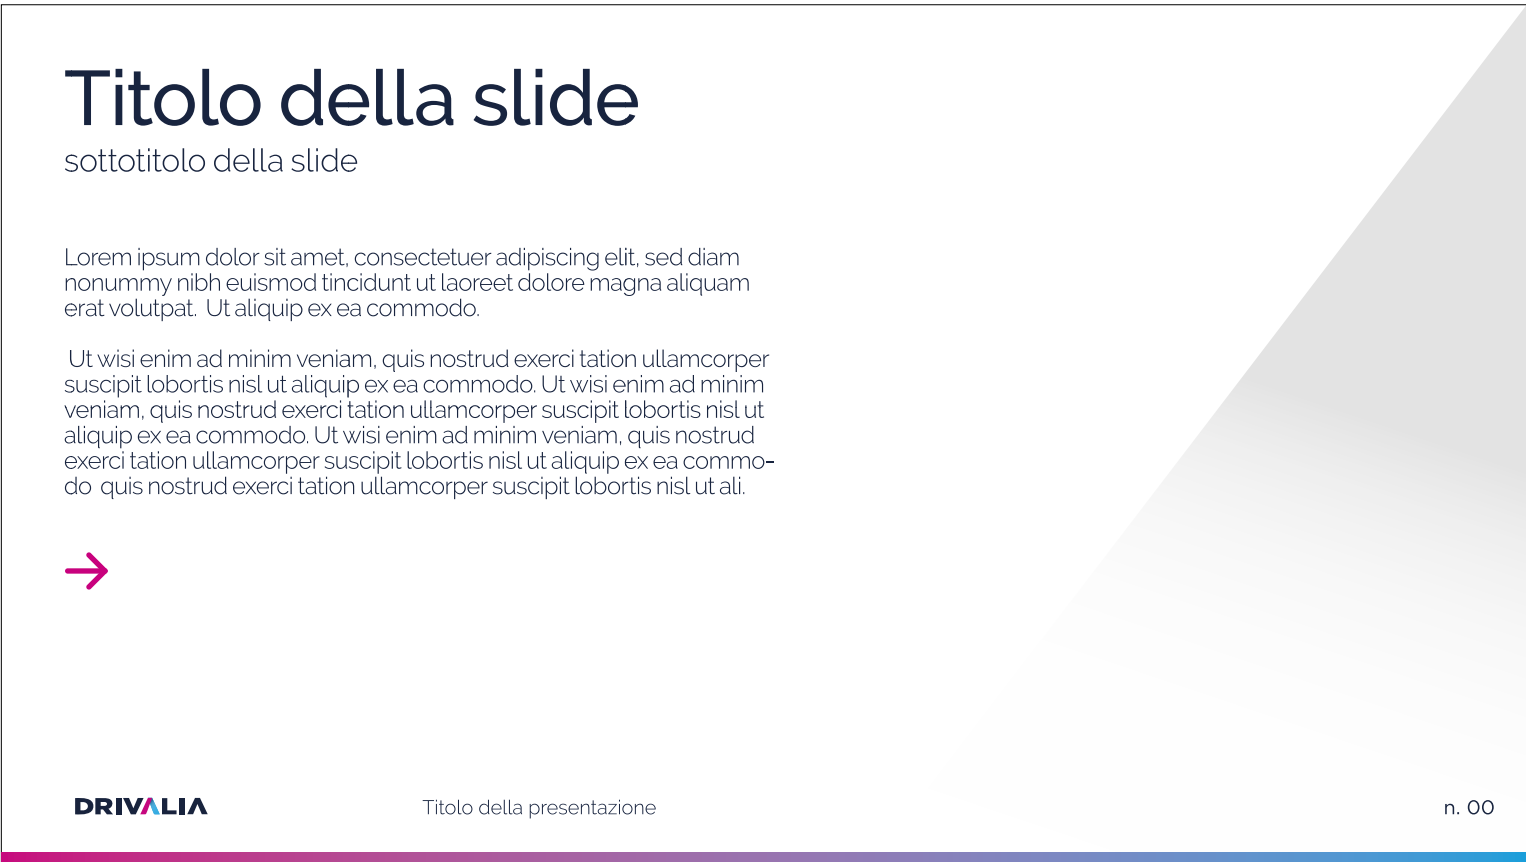 Titolo della slide
sottotitolo della slide
Lorem ipsum dolor sit amet, consectetuer adipiscing elit, sed diam
nonummy nibh euismod tincidunt ut laoreet dolore magna aliquam
erat volutpat.  Ut aliquip ex ea commodo.
Ut wisi enim ad minim veniam, quis nostrud exerci tation ullamcorper
suscipit lobortis nisl ut aliquip ex ea commodo. Ut wisi enim ad minim
veniam, quis nostrud exerci tation ullamcorper suscipit lobortis nisl ut
aliquip ex ea commodo. Ut wisi enim ad minim veniam, quis nostrud
exerci tation ullamcorper suscipit lobortis nisl ut aliquip ex ea commo-
do  quis nostrud exerci tation ullamcorper suscipit lobortis nisl ut ali.
DRIVALIA
Titolo della presentazione
n. 00